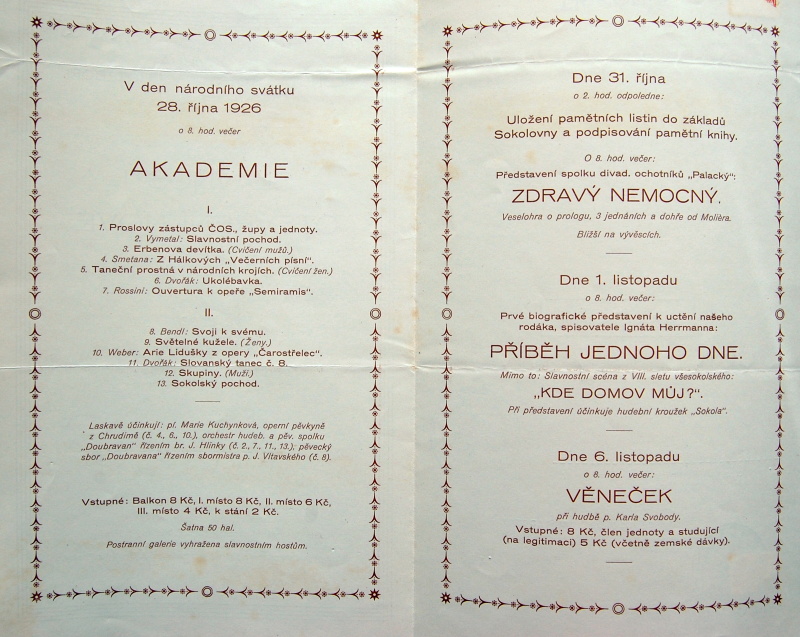 V den národního svátku
28. října 1926
o 8. hod. večer
AKADEMIE
I.
1. Proslovy zástupců ČOS., župy a jednoty.
2. Vymetal: Slavnostní pochod.
3. Erbenova devítka. (Cvičení mužů.)
4. Smetana: Z Hálkových „Večerních písní“.
5. Taneční prostná v národních krojích. (Cvičení žen.)
6. Dvořák: Ukolébavka.
7. Rossini: Ouvertura k opeře „Semiramis“.
II.
8. Bendl: Svoji k svému.
9. Světelné kužele. (Ženy.)
10. Weber: Arie Lidušky z opery „Čarostřelec“.
11. Dvořák: Slovanský tanec č. 8.
12. Skupiny. (Muži.)
13. Sokolský pochod.
Laskavě účinkují: pí. Marie Kuchynková, operní pěvkyně
z Chrudimě (č. 4., 6., 10.), orchestr hudeb. a pěv. spolku
„Doubravan“ řízením br. J. Hlinky (č. 2., 7., 11., 13.); pěvecký
sbor „Doubravana“ řízením sbormistra p. J. Vítavského (č. 8).
Vstupné: Balkon 8 Kč, I. místo 8 Kč, II. místo 6 Kč,
III. místo 4 Kč, k stání 2 Kč.
Šatna 50 hal.
Postranní galerie vyhražena slavnostním hostům.
Dne 31. října
o 2. hod. odpoledne:
Uložení pamětních listin do základů
Sokolovny a podpisování pamětní knihy.
O 8. hod. večer:
Představení spolku divad. ochotníků „Palacký“:
ZDRAVÝ NEMOCNÝ.
Veselohra o prologu, 3 jednáních a dohře od Molièra.
Bližší na vývěscích.
Dne 1. listopadu
o 8. hod. večer:
Prvé biografické představení k uctění našeho
rodáka, spisovatele Ignáta Herrmanna:
PŘÍBĚH JEDNOHO DNE.
Mimo to: Slavnostní scéna z VIII. sletu všesokolského:
„KDE DOMOV MŮJ?“.
Při představení účinkuje hudební kroužek „Sokola“.
Dne 6. listopadu
o 8. hod. večer:
VĚNEČEK
při hudbě p. Karla Svobody.
Vstupné: 8 Kč, člen jednoty a studující
(na legitimaci) 5 Kč (včetně zemské dávky).